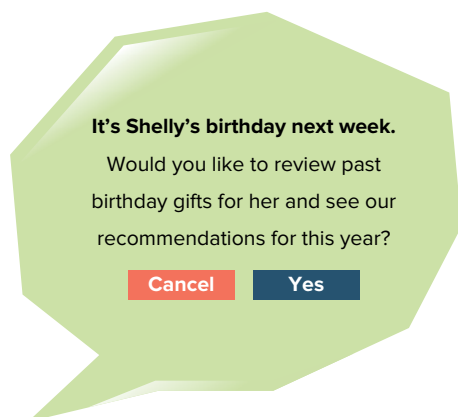 It’s Shelly’s birthday next week.
Would you like to review past
birthday gifts for her and see our
recommendations for this year?
Cancel Yes